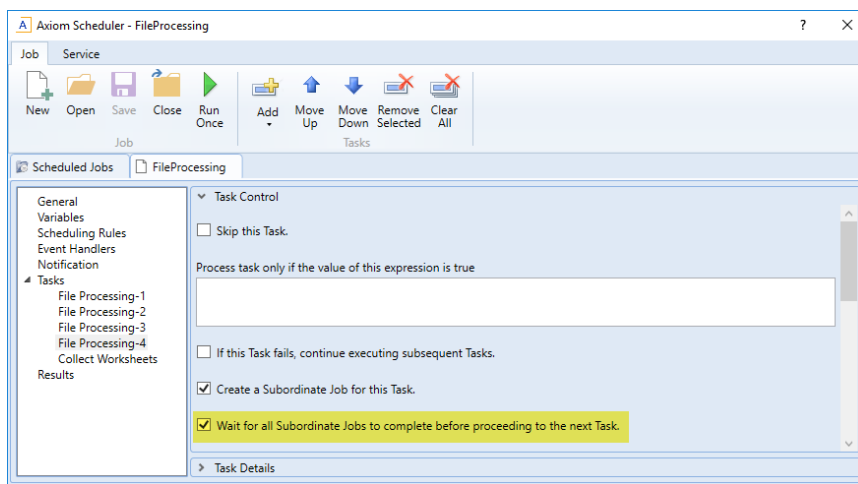 A Axiom Scheduler - FileProcessing
?
Job Service
New Open Save Close Run Once Add Move Up Move Down Remove Selected Clear All
Job Tasks
Scheduled Jobs FileProcessing
General
Variables
Scheduling Rules
Event Handlers
Notification
Tasks
File Processing-1
File Processing-2
File Processing-3
File Processing-4
Collect Worksheets
Results
Task Control
Skip this Task.
Process task only if the value of this expression is true
If this Task fails, continue executing subsequent Tasks.
Create a Subordinate Job for this Task.
Wait for all Subordinate Jobs to complete before proceeding to the next Task.
Task Details